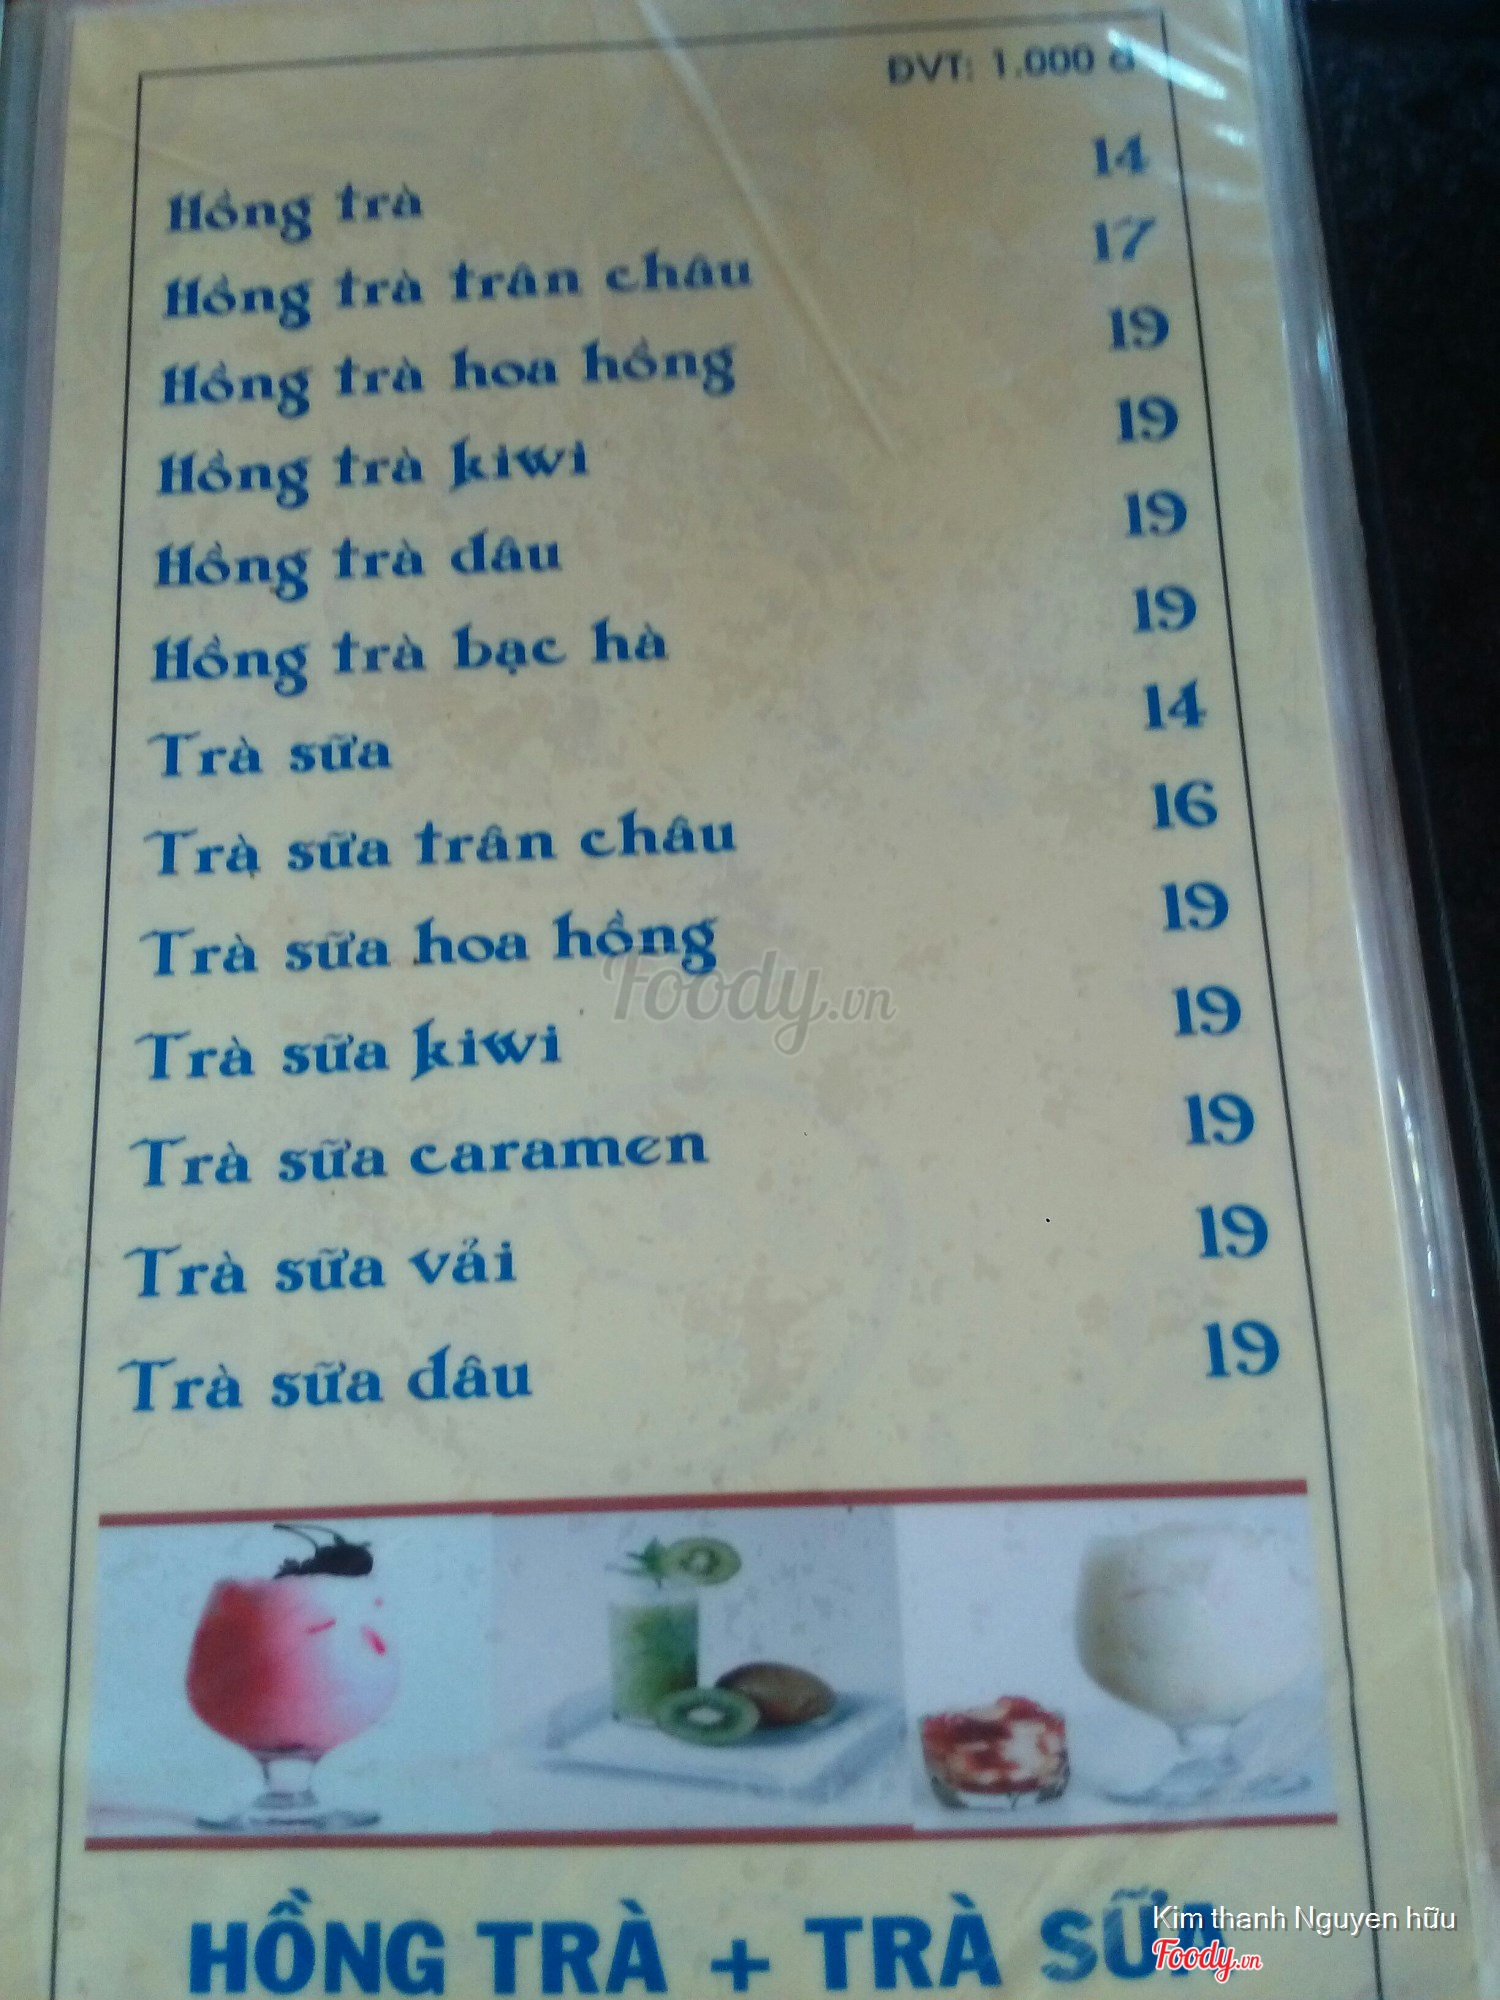 ĐVT: 1.000 đ
Hồng trà 14
Hồng trà trân châu 17
Hồng trà hoa hồng 19
Hồng trà kiwi 19
Hồng trà dâu 19
Hồng trà bạc hà 19
Trà sữa 14
Trà sữa trân châu 16
Trà sữa hoa hồng 19
Trà sữa kiwi 19
Trà sữa caramen 19
Trà sữa vải 19
Trà sữa dâu 19
Foody.vn
HỒNG TRÀ + TRÀ SỮA
Kim thanh Nguyen hữu
Foody.vn